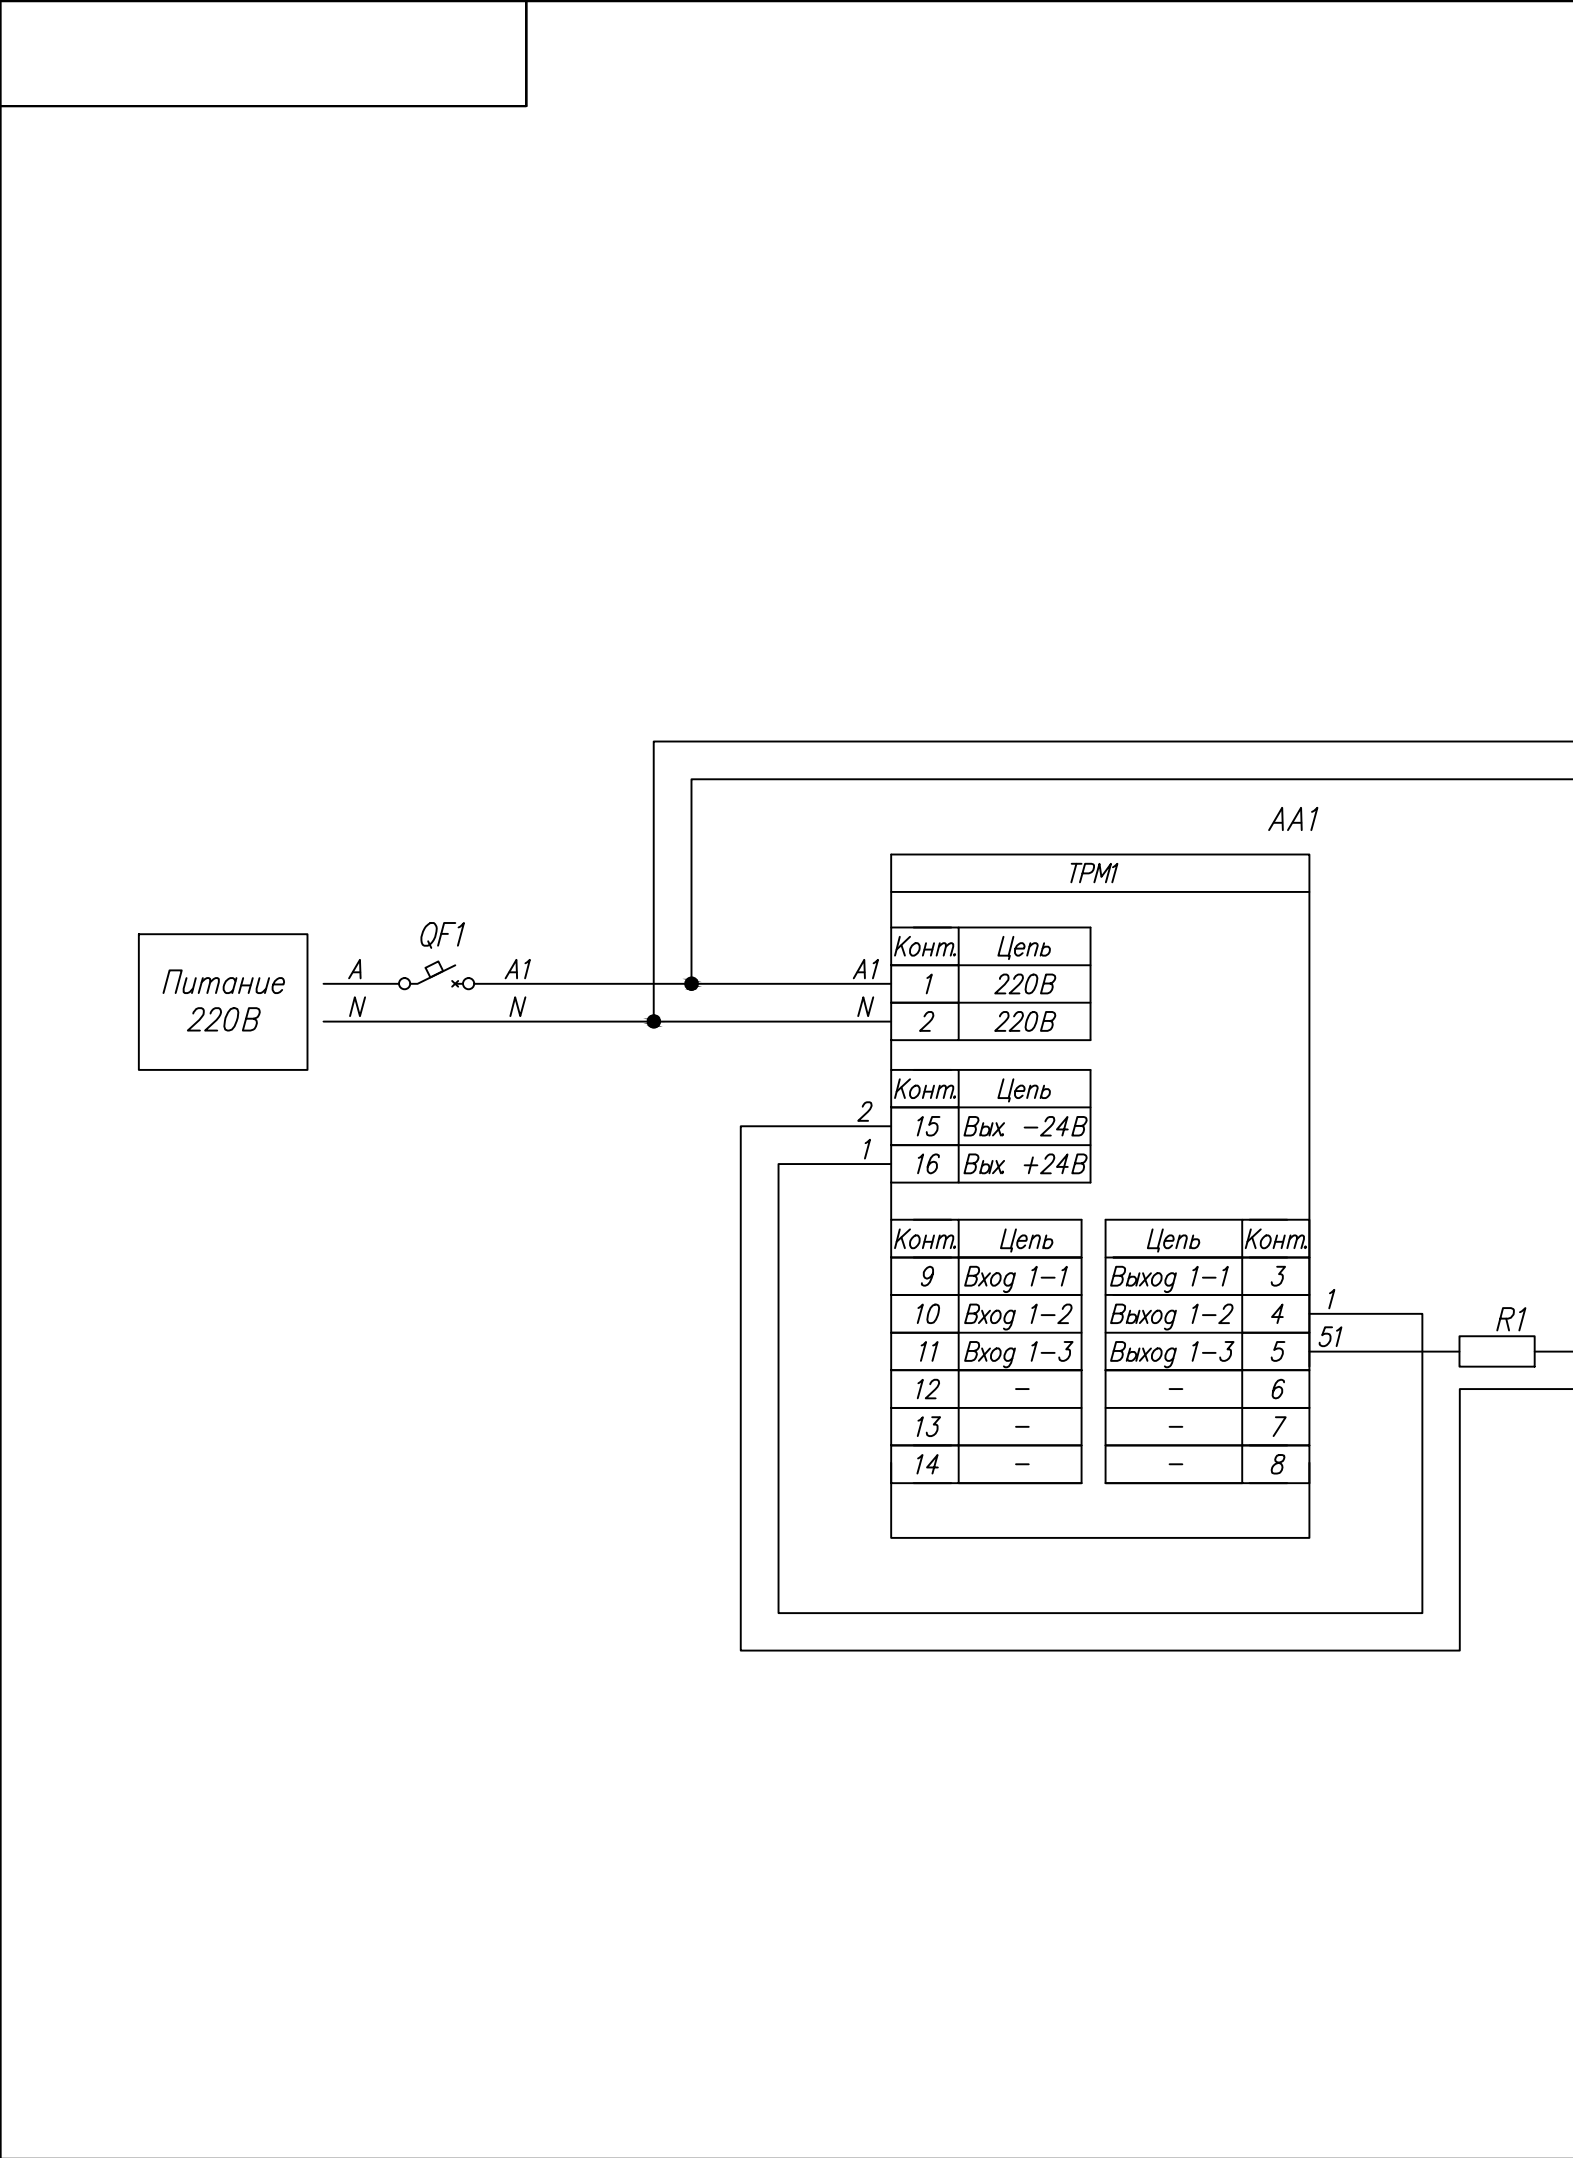 АА1
ТРМ1
QF1
Конт. Цепь
А А1 А1 1 220В
Питание
220В
N N N 2 220В
Конт. Цепь
2 15 Вых. -24В
1 16 Вых. +24В
Конт. Цепь Цепь Конт.
9 Вход 1-1 Выход 1-1 3
10 Вход 1-2 Выход 1-2 4 1
R1
11 Вход 1-3 Выход 1-3 5 51
12 - - 6
13 - - 7
14 - - 8